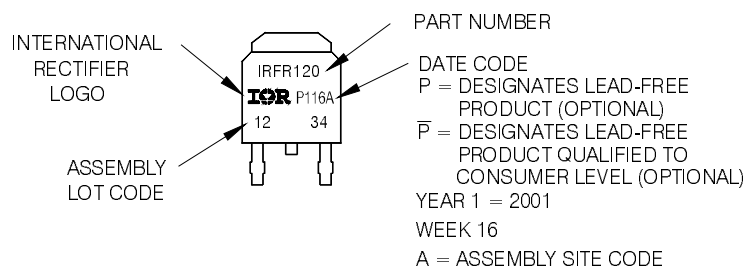 INTERNATIONAL
RECTIFIER
LOGO
ASSEMBLY
LOT CODE
IRFR120
IOR P116A
12 34
PART NUMBER
DATE CODE
P = DESIGNATES LEAD-FREE
PRODUCT (OPTIONAL)
P̅ = DESIGNATES LEAD-FREE
PRODUCT QUALIFIED TO
CONSUMER LEVEL (OPTIONAL)
YEAR 1 = 2001
WEEK 16
A = ASSEMBLY SITE CODE